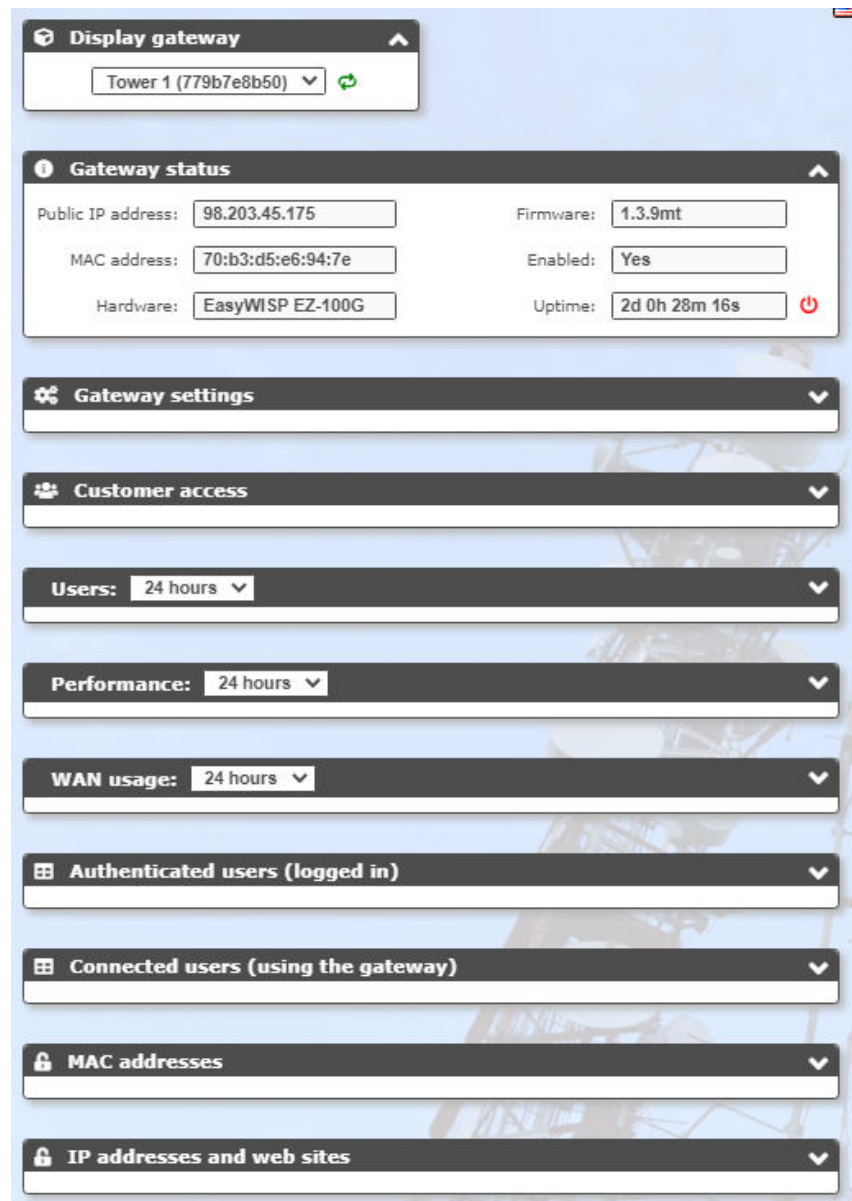 Display gateway
Tower 1 (779b7e8b50)
Gateway status
Public IP address: 98.203.45.175 Firmware: 1.3.9mt
MAC address: 70:b3:d5:e6:94:7e Enabled: Yes
Hardware: EasyWISP EZ-100G Uptime: 2d 0h 28m 16s
Gateway settings
Customer access
Users: 24 hours
Performance: 24 hours
WAN usage: 24 hours
Authenticated users (logged in)
Connected users (using the gateway)
MAC addresses
IP addresses and web sites